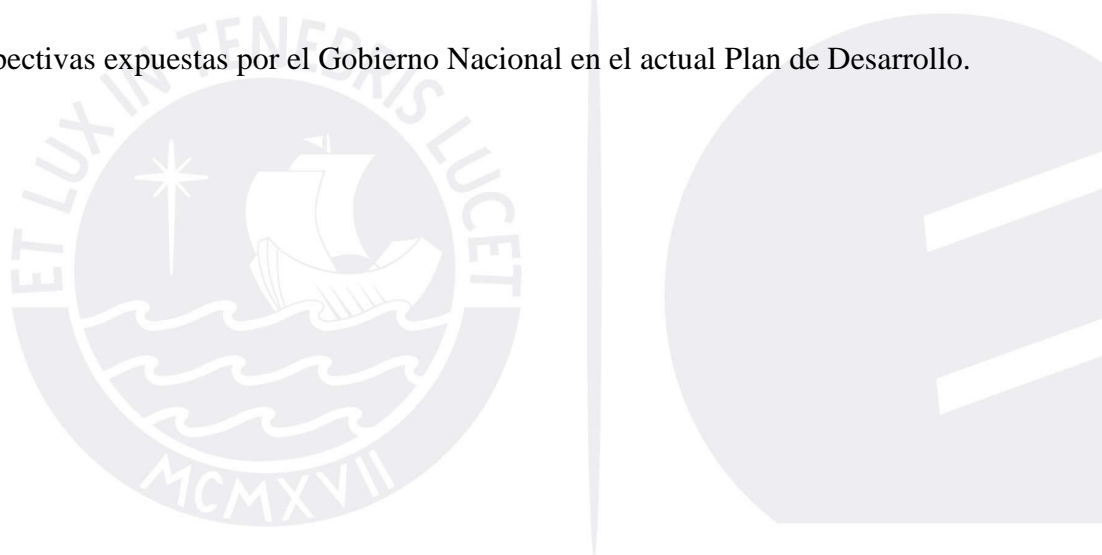 pectivas expuestas por el Gobierno Nacional en el actual Plan de Desarrollo.
ET LUX IN TENEBRIS LUCET
MCMXVII